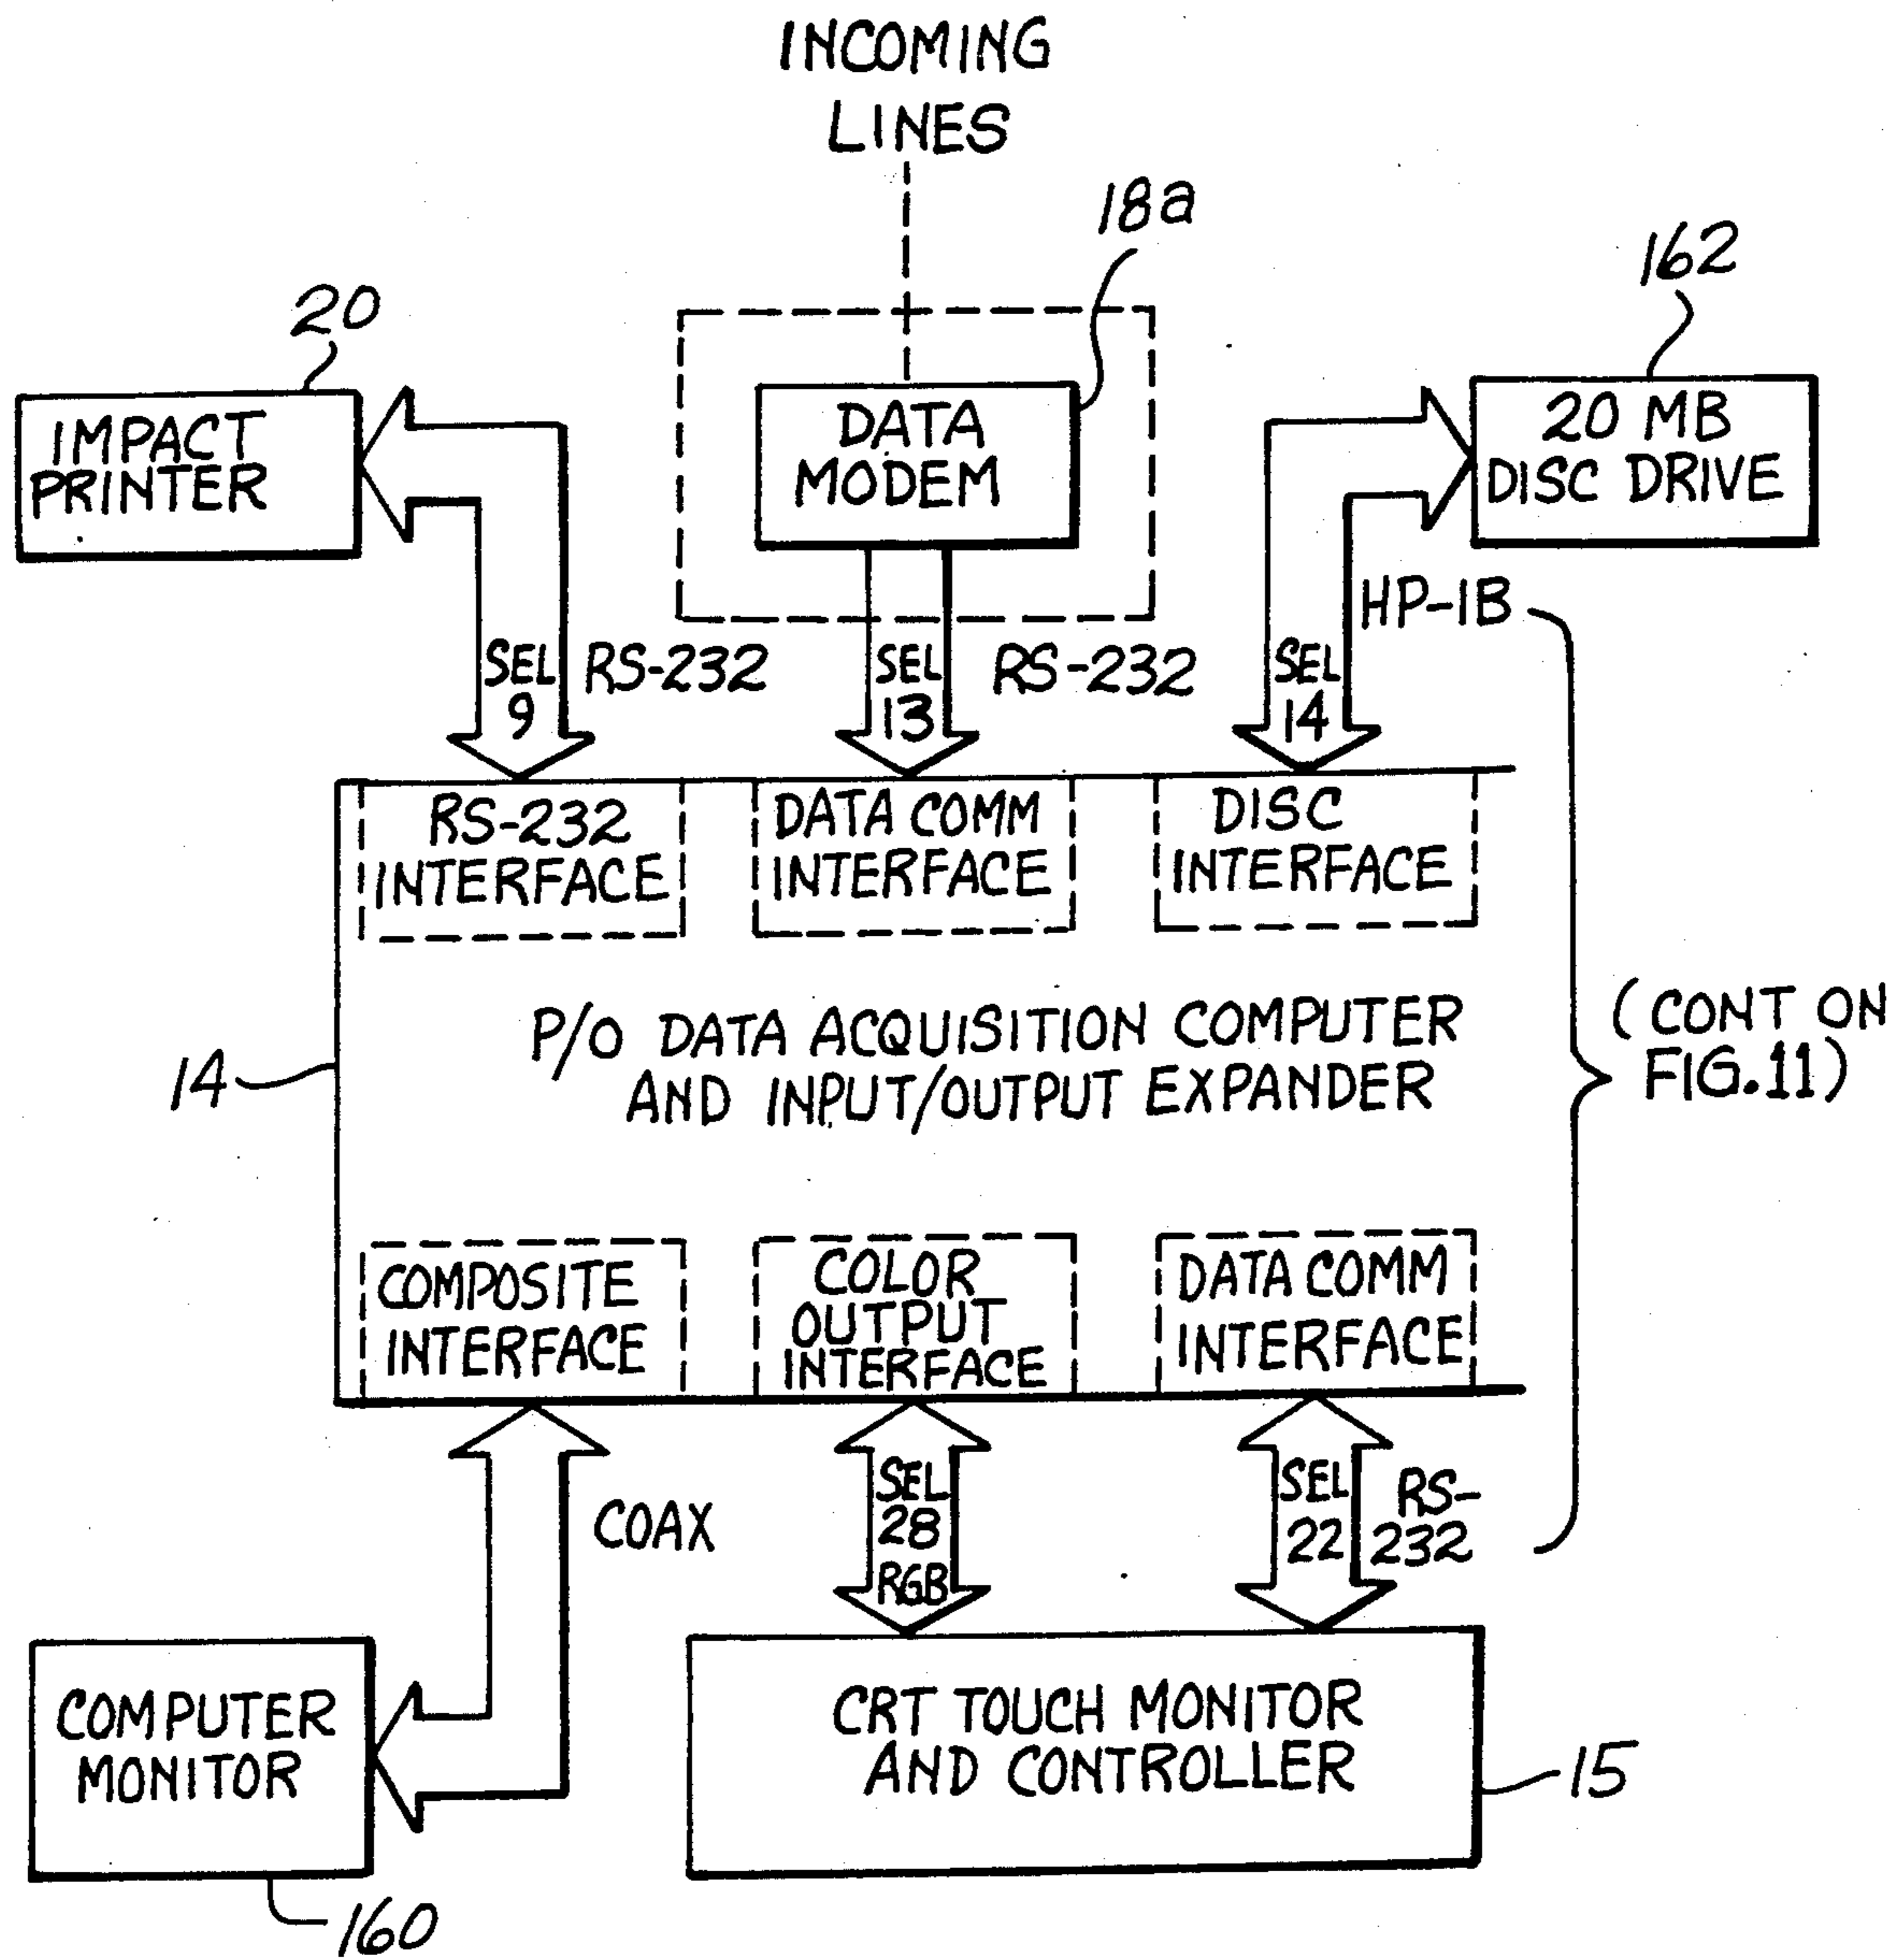 INCOMING
LINES
18a
162
20
IMPACT
PRINTER
DATA
MODEM
20 MB
DISC DRIVE
HP-IB
SEL
9
RS-232
SEL
13
RS-232
SEL
14
RS-232
INTERFACE
DATA COMM
INTERFACE
DISC
INTERFACE
P/O DATA ACQUISITION COMPUTER
AND INPUT/OUTPUT EXPANDER
14
(CONT ON
FIG.11)
COMPOSITE
INTERFACE
COLOR
OUTPUT
INTERFACE
DATA COMM
INTERFACE
COAX
SEL
28
RGB
SEL
22
RS-
232
COMPUTER
MONITOR
CRT TOUCH MONITOR
AND CONTROLLER
15
160